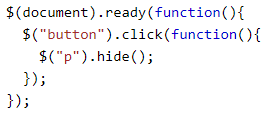 $(document).ready(function(){
  $("button").click(function(){
    $("p").hide();
  });
});